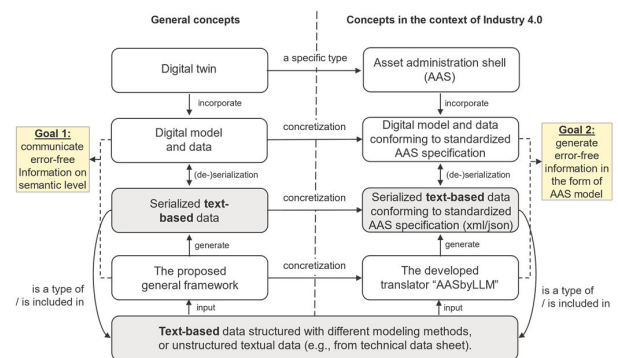 General concepts
Concepts in the context of Industry 4.0
Digital twin
a specific type
Asset administration shell
(AAS)
incorporate
incorporate
Goal 1:
communicate
error-free
Information on
semantic level
Digital model
and data
concretization
Digital model and data
conforming to standardized
AAS specification
Goal 2:
generate
error-free
information in
the form of
AAS model
(de-)serialization
(de-)serialization
Serialized text-
based data
concretization
Serialized text-based data
conforming to standardized
AAS specification (xml/json)
generate
generate
is a type of
/ is included in
The proposed
general framework
concretization
The developed
translator "AASbyLLM"
is a type of
/ is included in
input
input
Text-based data structured with different modeling methods,
or unstructured textual data (e.g., from technical data sheet).